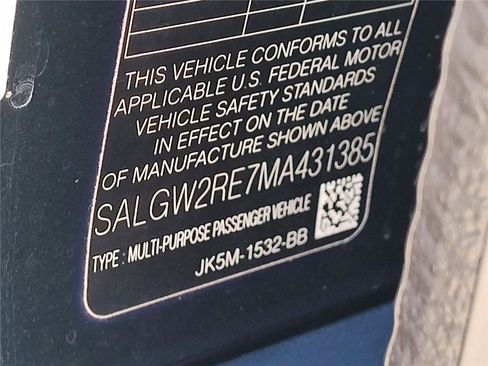 THIS VEHICLE CONFORMS TO ALL
APPLICABLE U.S. FEDERAL MOTOR
VEHICLE SAFETY STANDARDS
IN EFFECT ON THE DATE
OF MANUFACTURE SHOWN ABOVE
SALGW2RE7MA431385
TYPE : MULTI-PURPOSE PASSENGER VEHICLE
JK5M-1532-BB